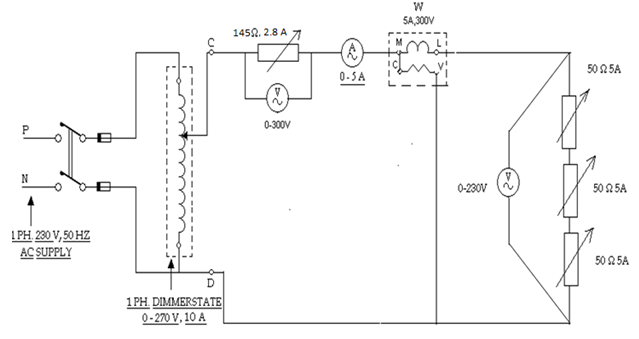 W
5A,300V
145Ω, 2.8 A
C
A
M
L
C
V
0-5A
V
0-300V
50 Ω 5A
P
N
0-230V
V
50 Ω 5A
1 PH. 230 V, 50 HZ
AC SUPPLY
50 Ω 5A
D
1 PH. DIMMERSTATE
0-270 V, 10 A